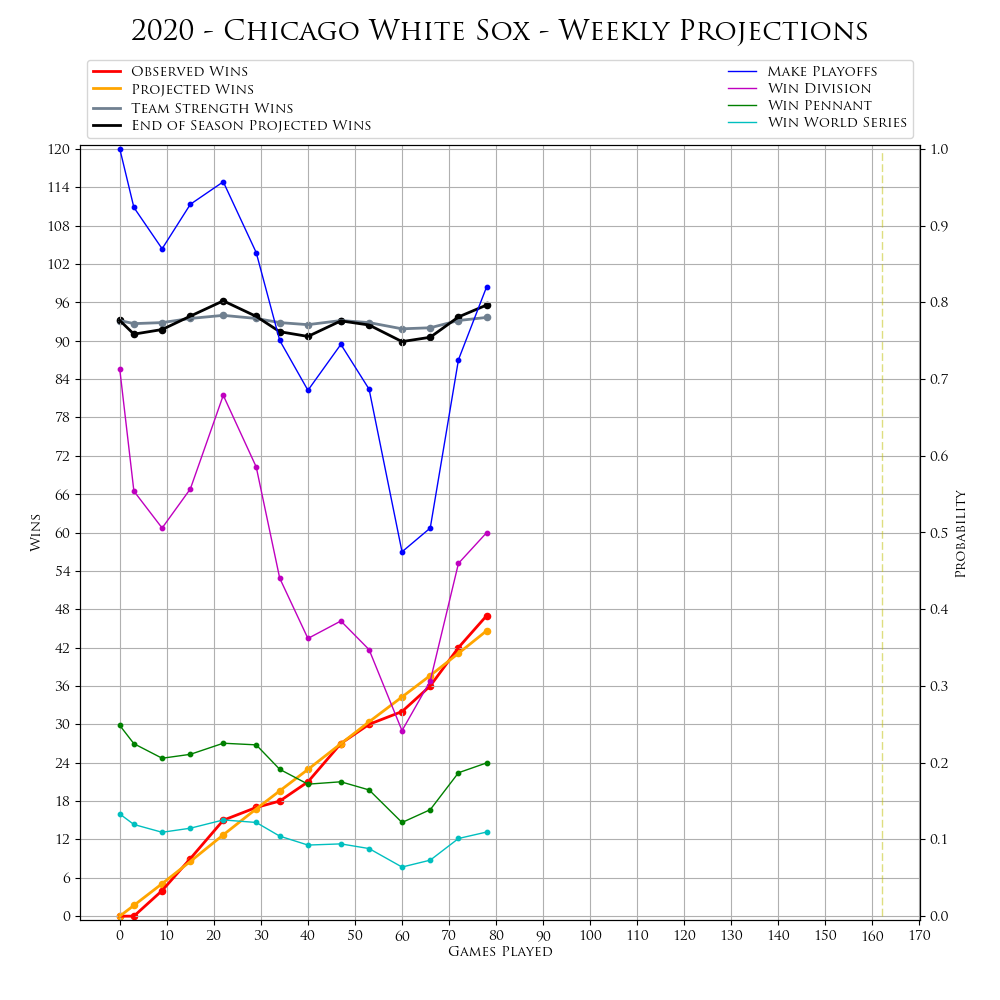 2020 - Chicago White Sox - Weekly Projections
Observed Wins
Projected Wins
Team Strength Wins
End of Season Projected Wins
Make Playoffs
Win Division
Win Pennant
Win World Series
120
114
108
102
96
90
84
78
72
66
60
54
48
42
36
30
24
18
12
6
0
Wins
1.0
0.9
0.8
0.7
0.6
0.5
0.4
0.3
0.2
0.1
0.0
Probability
0 10 20 30 40 50 60 70 80 90 100 110 120 130 140 150 160 170
Games Played